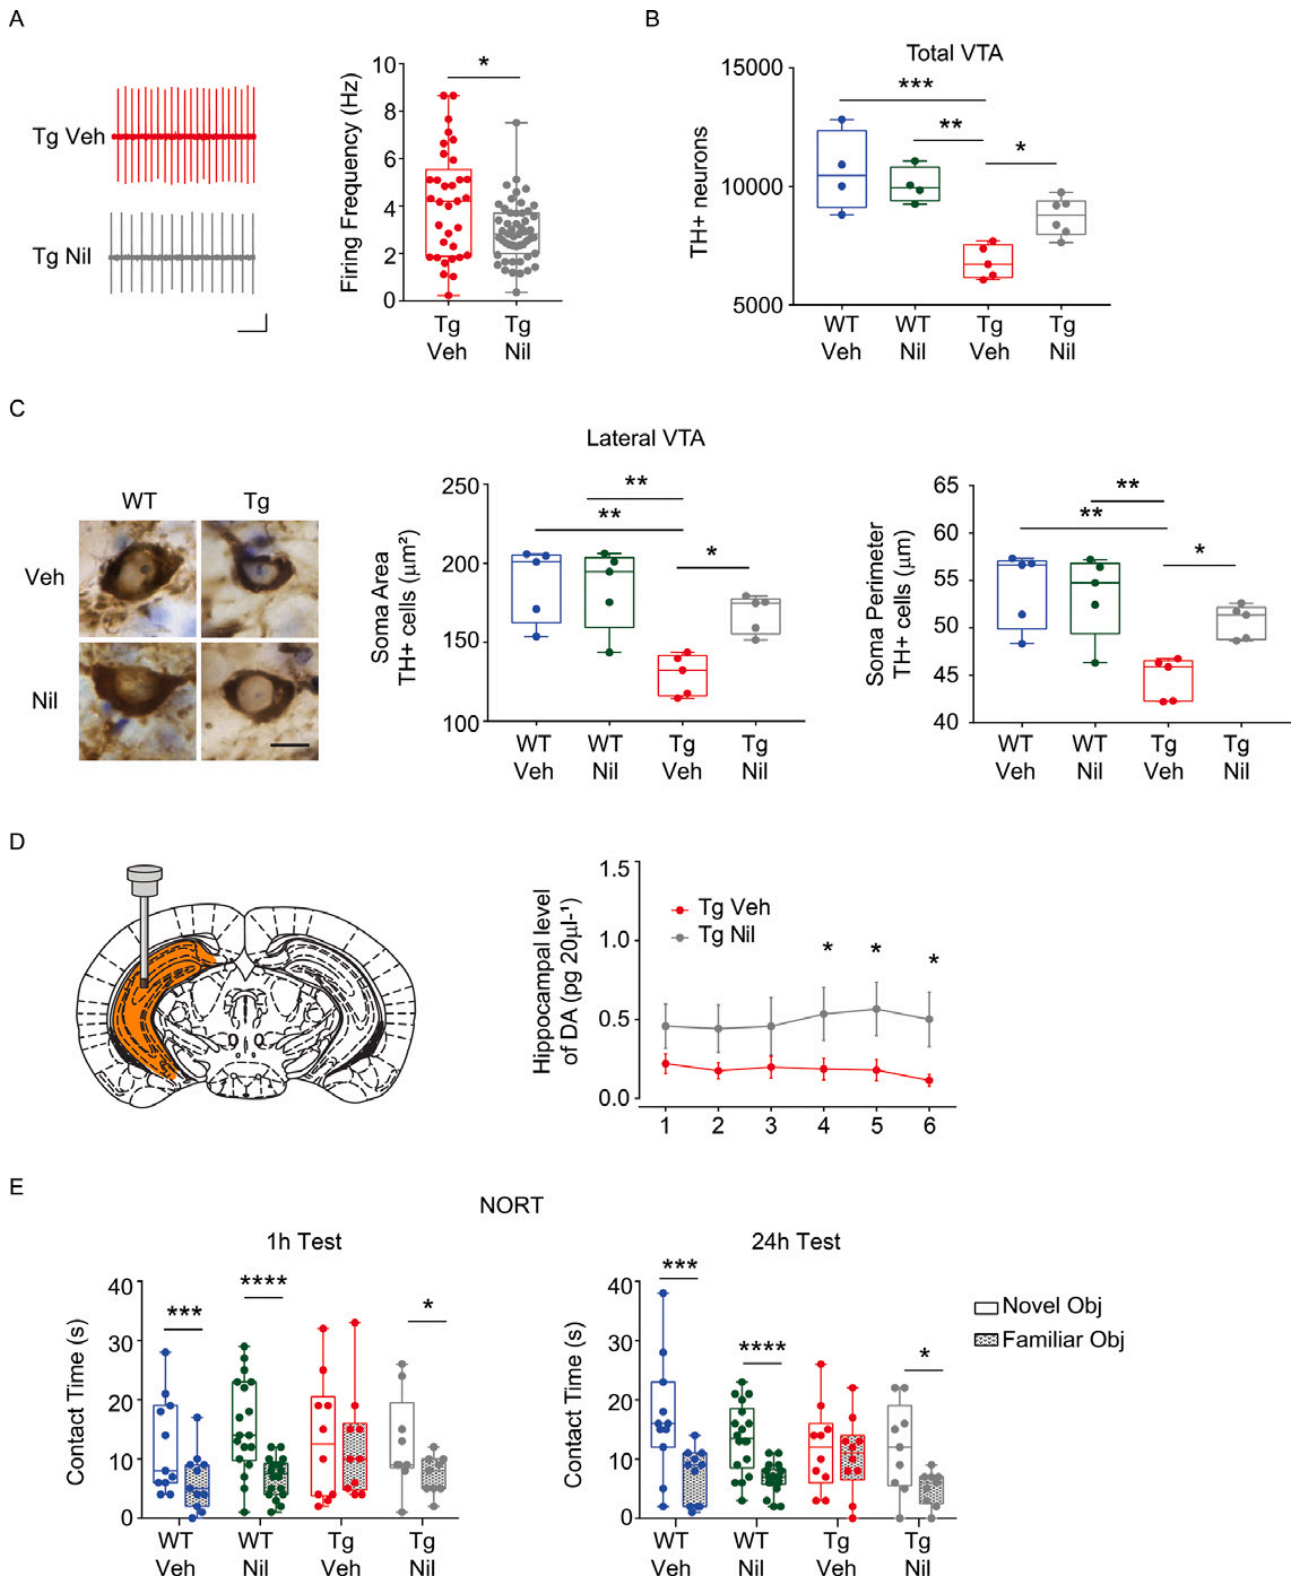 A
Tg Veh
Tg Nil
Firing Frequency (Hz)
10
8
6
4
2
0
*
Tg
Veh
Tg
Nil
B
Total VTA
TH+ neurons
15000
10000
5000
***
**
*
WT
Veh
WT
Nil
Tg
Veh
Tg
Nil
C
Lateral VTA
WT
Tg
Veh
Nil
Soma Area
TH+ cells (µm²)
250
200
150
100
**
**
*
WT
Veh
WT
Nil
Tg
Veh
Tg
Nil
Soma Perimeter
TH+ cells (µm)
65
60
55
50
45
40
**
**
*
WT
Veh
WT
Nil
Tg
Veh
Tg
Nil
D
Hippocampal level
of DA (pg 20µl-¹)
1.5
1.0
0.5
0.0
Tg Veh
Tg Nil
*
*
*
1 2 3 4 5 6
E
NORT
1h Test
Contact Time (s)
40
30
20
10
0
***
****
*
WT
Veh
WT
Nil
Tg
Veh
Tg
Nil
24h Test
Contact Time (s)
40
30
20
10
0
***
****
*
WT
Veh
WT
Nil
Tg
Veh
Tg
Nil
Novel Obj
Familiar Obj